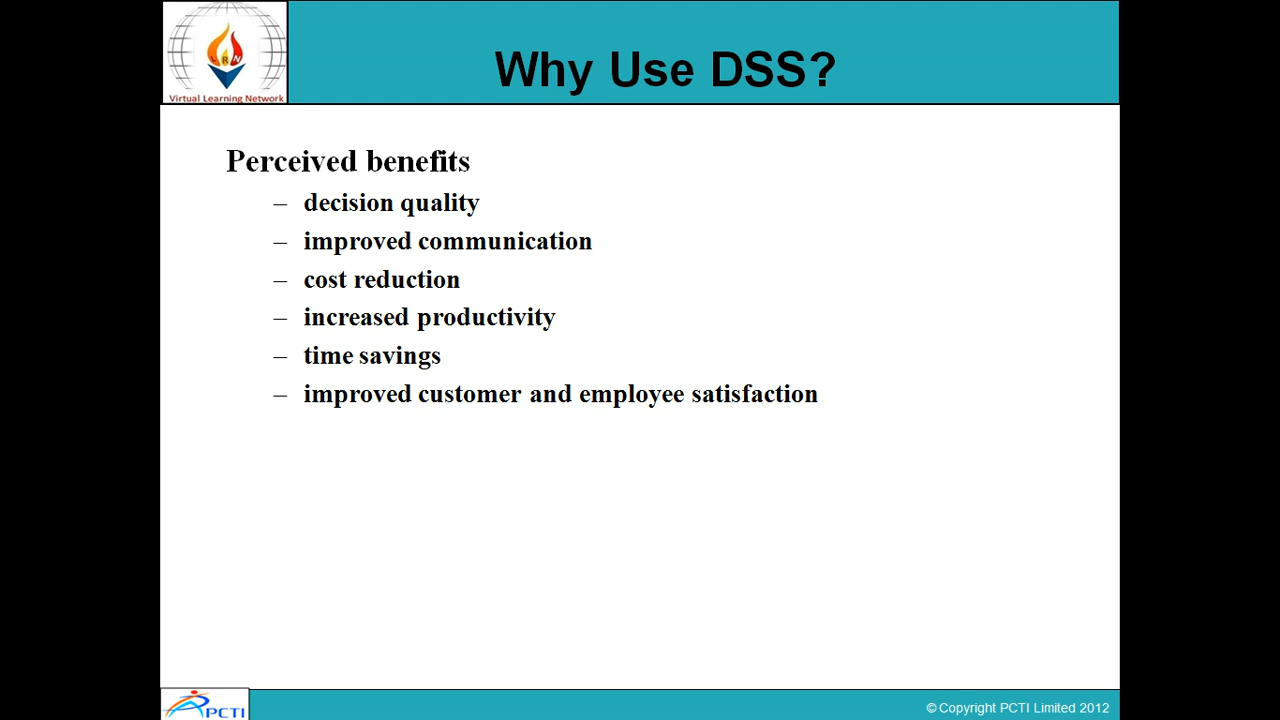 Why Use DSS?
Virtual Learning Network
Perceived benefits
– decision quality
– improved communication
– cost reduction
– increased productivity
– time savings
– improved customer and employee satisfaction
PCTI
© Copyright PCTI Limited 2012